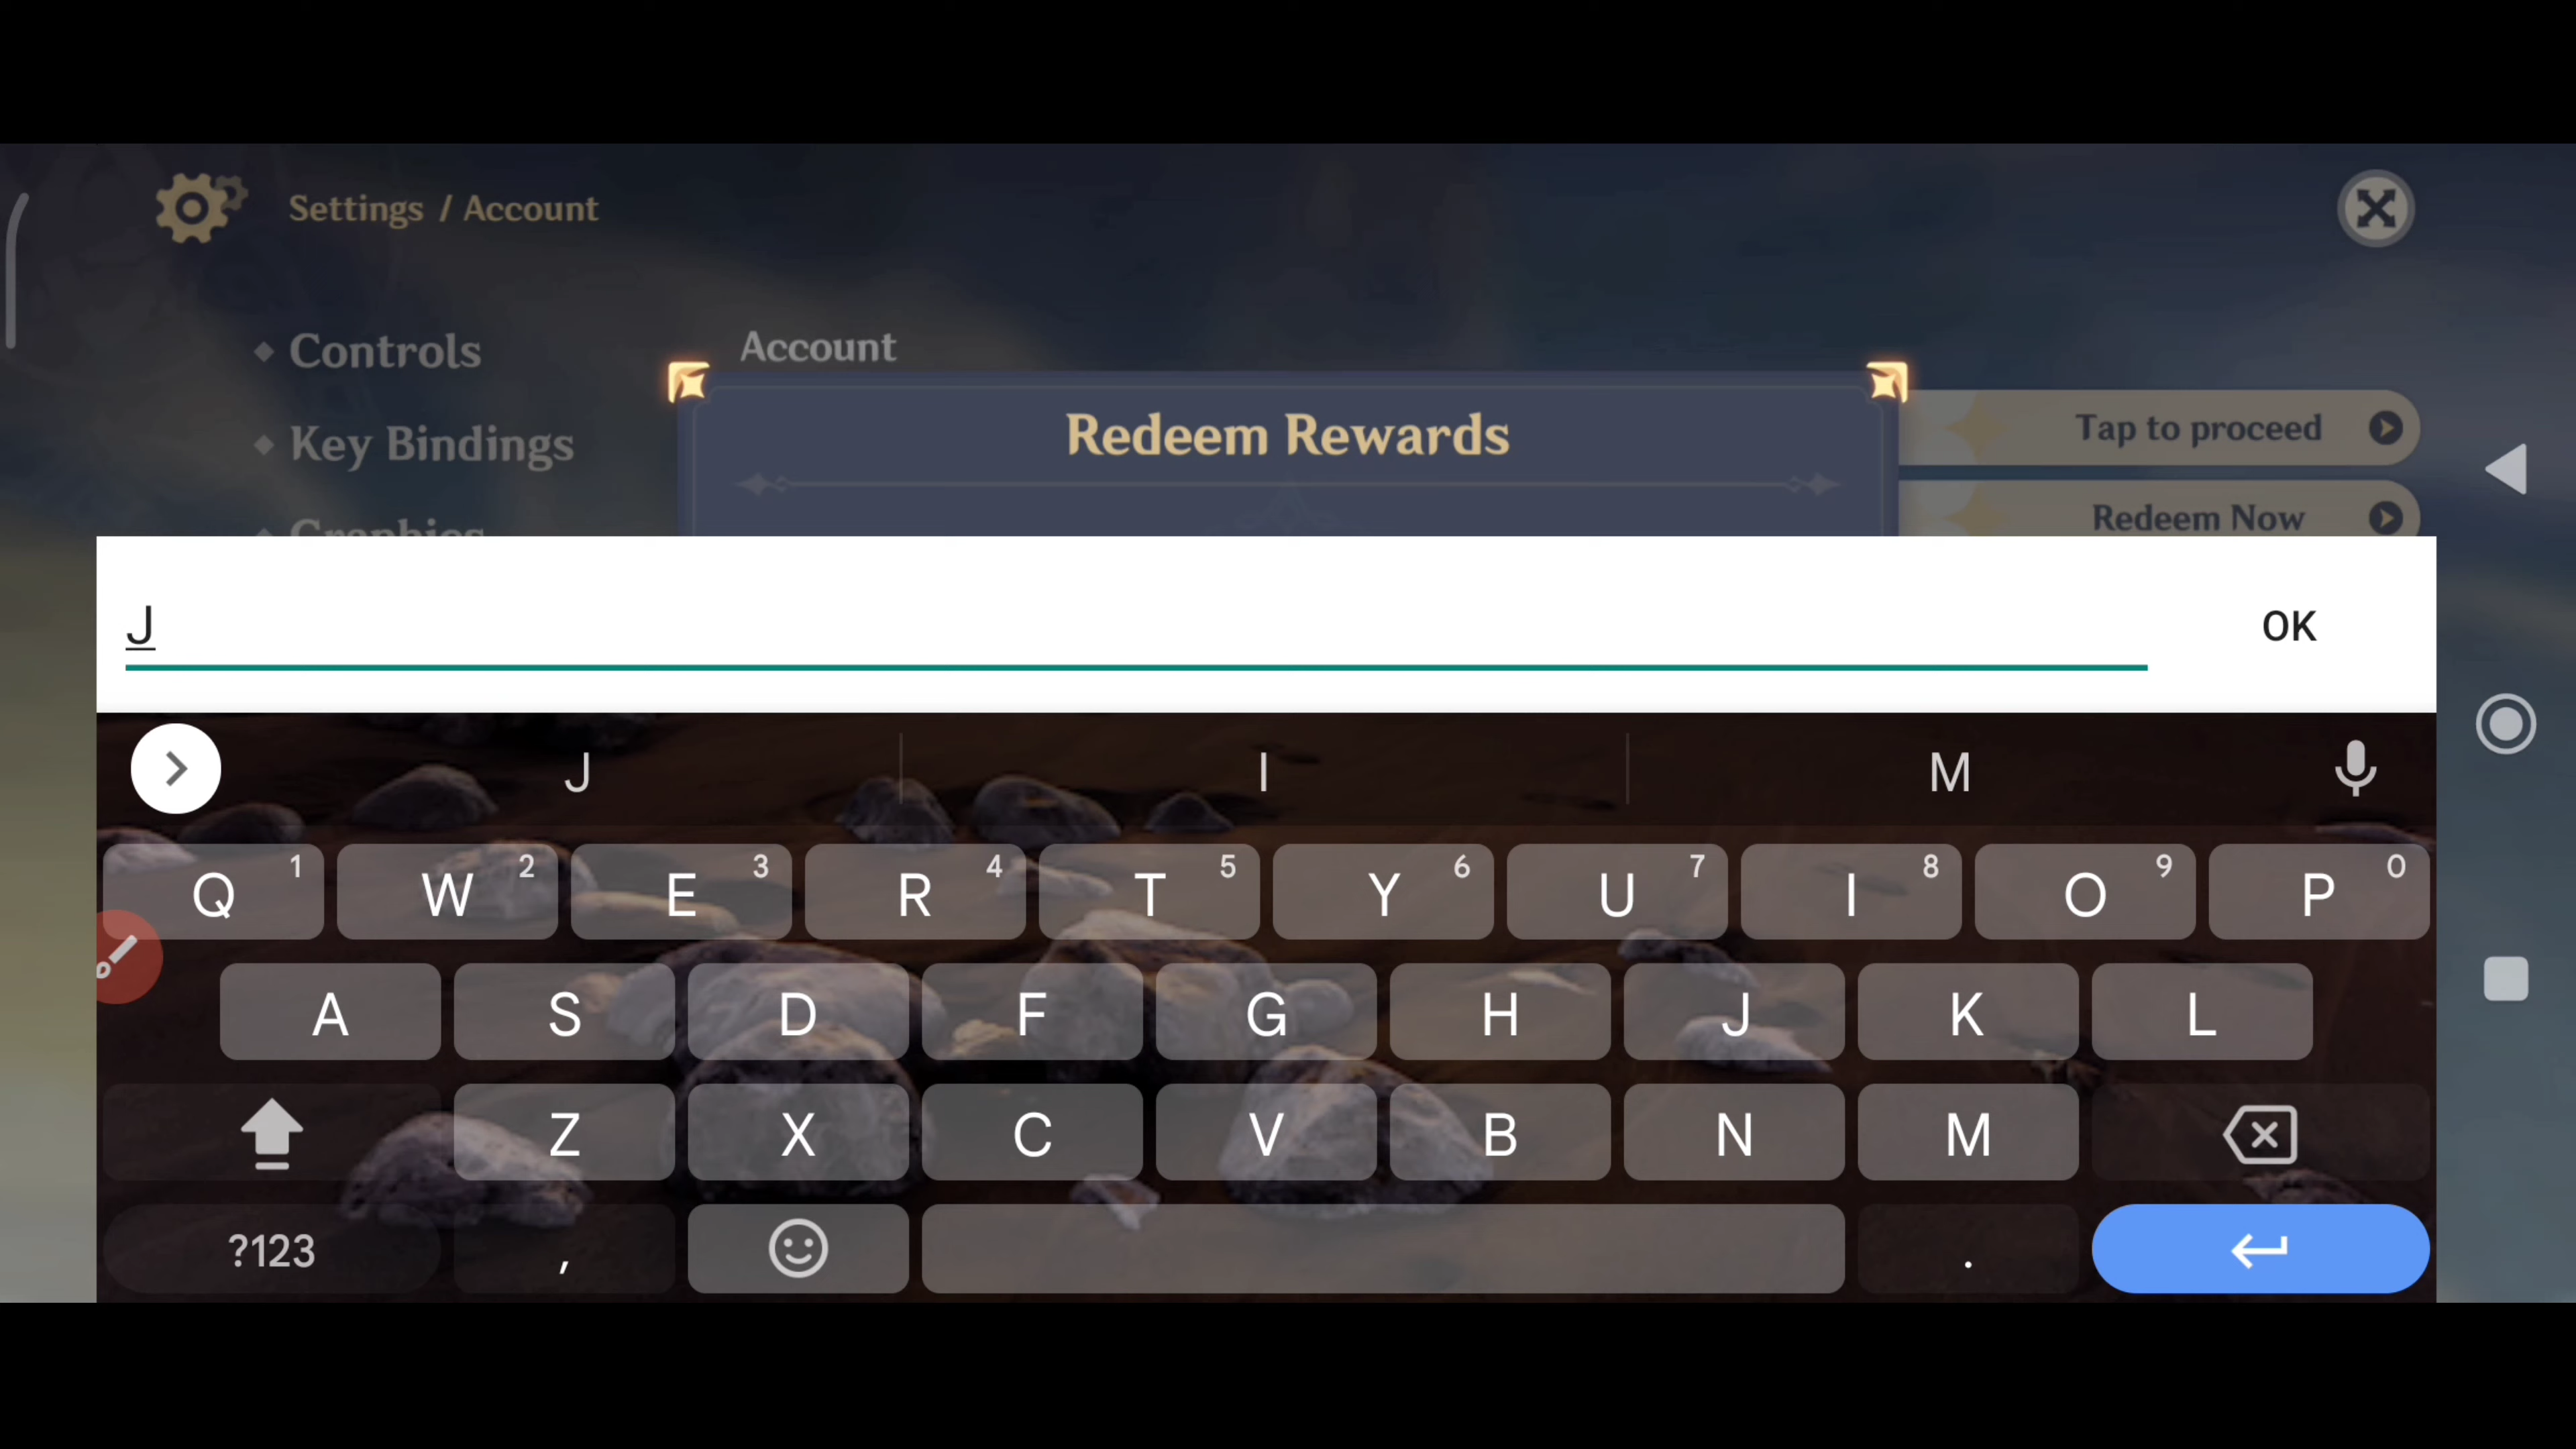 Settings / Account
Controls
Account
Redeem Rewards
Tap to proceed
Key Bindings
Redeem Now
Graphics
J
OK
J I M
Q 1 W 2 E 3 R 4 T 5 Y 6 U 7 I 8 O 9 P 0
A S D F G H J K L
Z X C V B N M
?123 , .